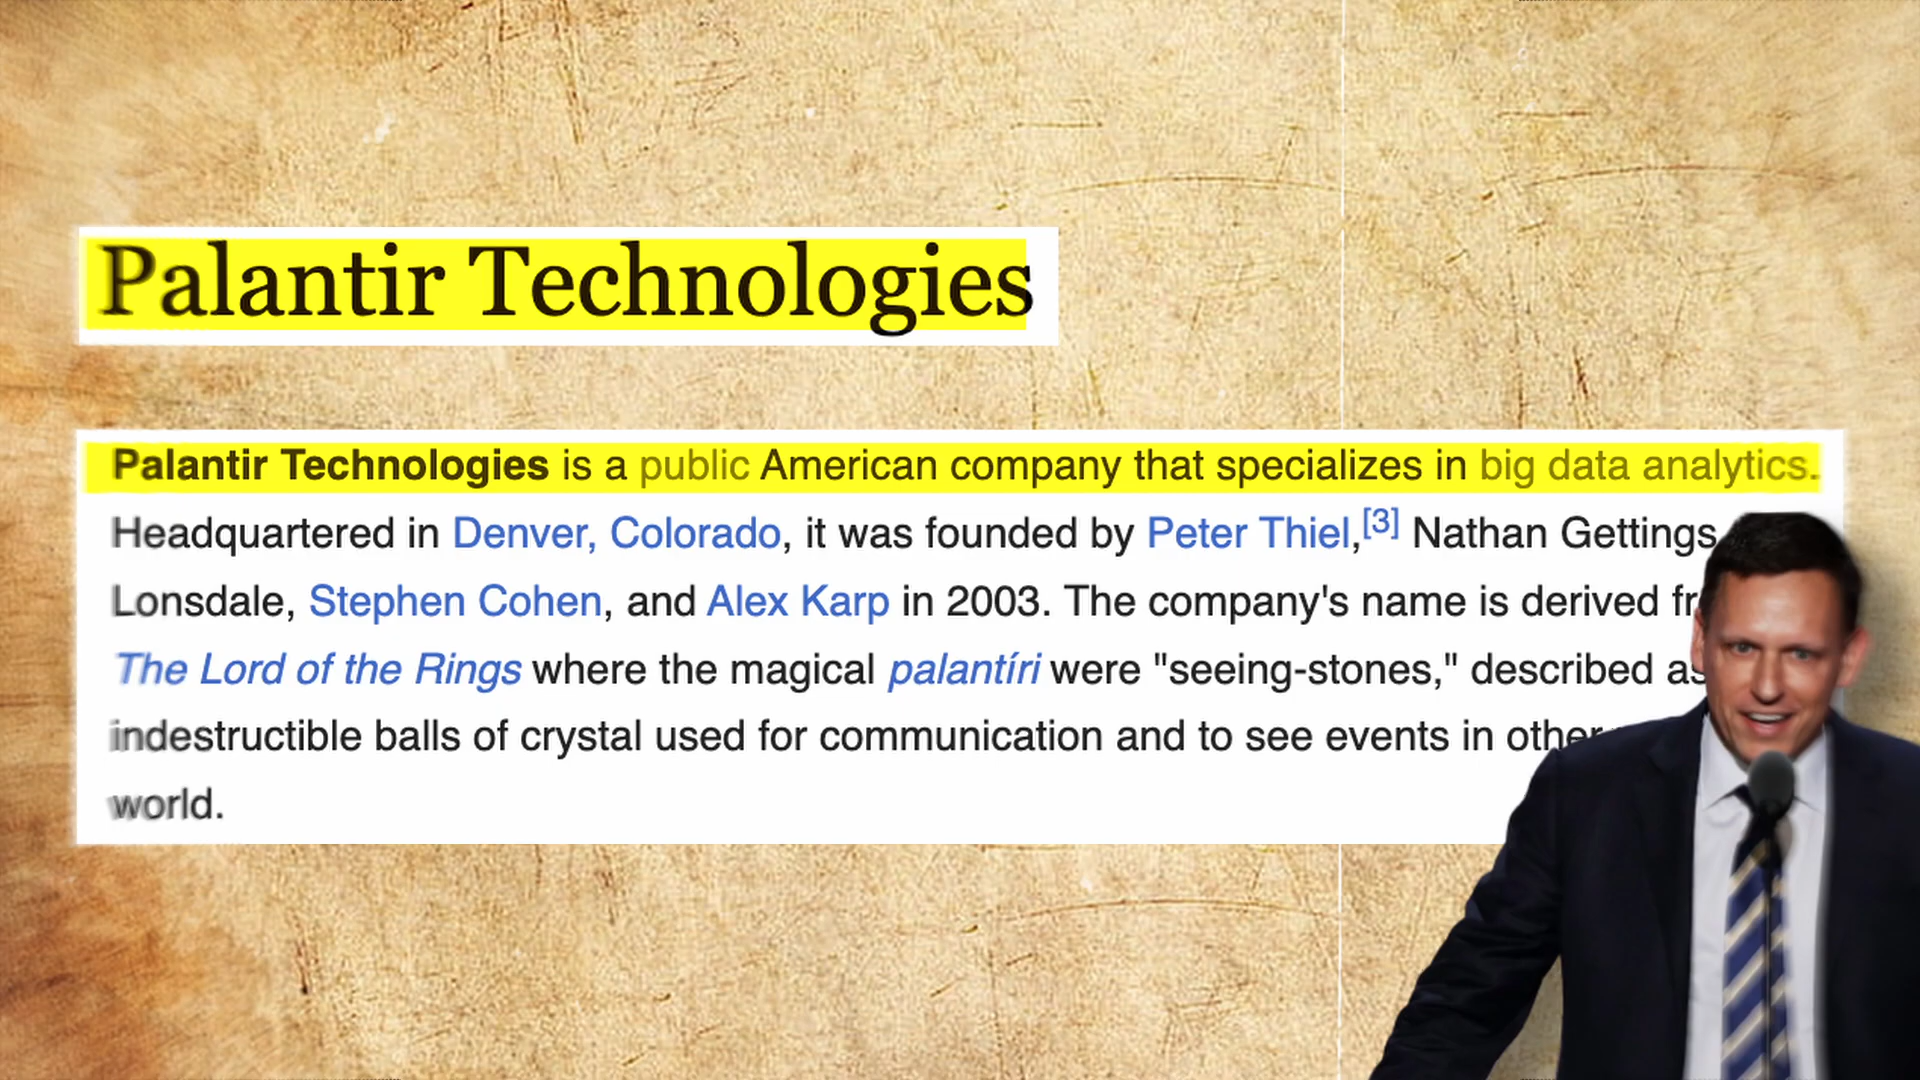 Palantir Technologies
Palantir Technologies is a public American company that specializes in big data analytics.
Headquartered in Denver, Colorado, it was founded by Peter Thiel,[3] Nathan Gettings
Lonsdale, Stephen Cohen, and Alex Karp in 2003. The company's name is derived
The Lord of the Rings where the magical palantíri were "seeing-stones," described as
indestructible balls of crystal used for communication and to see events in other
world.